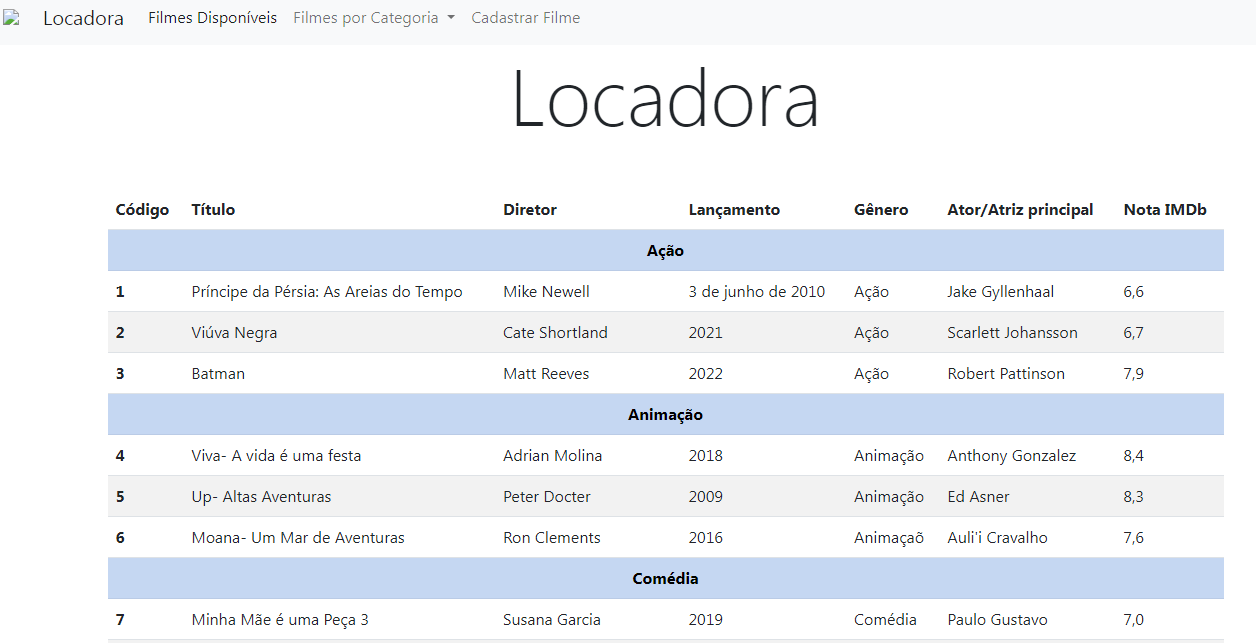 Locadora Filmes Disponíveis Filmes por Categoria Cadastrar Filme
Locadora
Código Título Diretor Lançamento Gênero Ator/Atriz principal Nota IMDb
Ação
1 Príncipe da Pérsia: As Areias do Tempo Mike Newell 3 de junho de 2010 Ação Jake Gyllenhaal 6,6
2 Viúva Negra Cate Shortland 2021 Ação Scarlett Johansson 6,7
3 Batman Matt Reeves 2022 Ação Robert Pattinson 7,9
Animação
4 Viva- A vida é uma festa Adrian Molina 2018 Animação Anthony Gonzalez 8,4
5 Up- Altas Aventuras Peter Docter 2009 Animação Ed Asner 8,3
6 Moana- Um Mar de Aventuras Ron Clements 2016 Animaçaõ Auli'i Cravalho 7,6
Comédia
7 Minha Mãe é uma Peça 3 Susana Garcia 2019 Comédia Paulo Gustavo 7,0